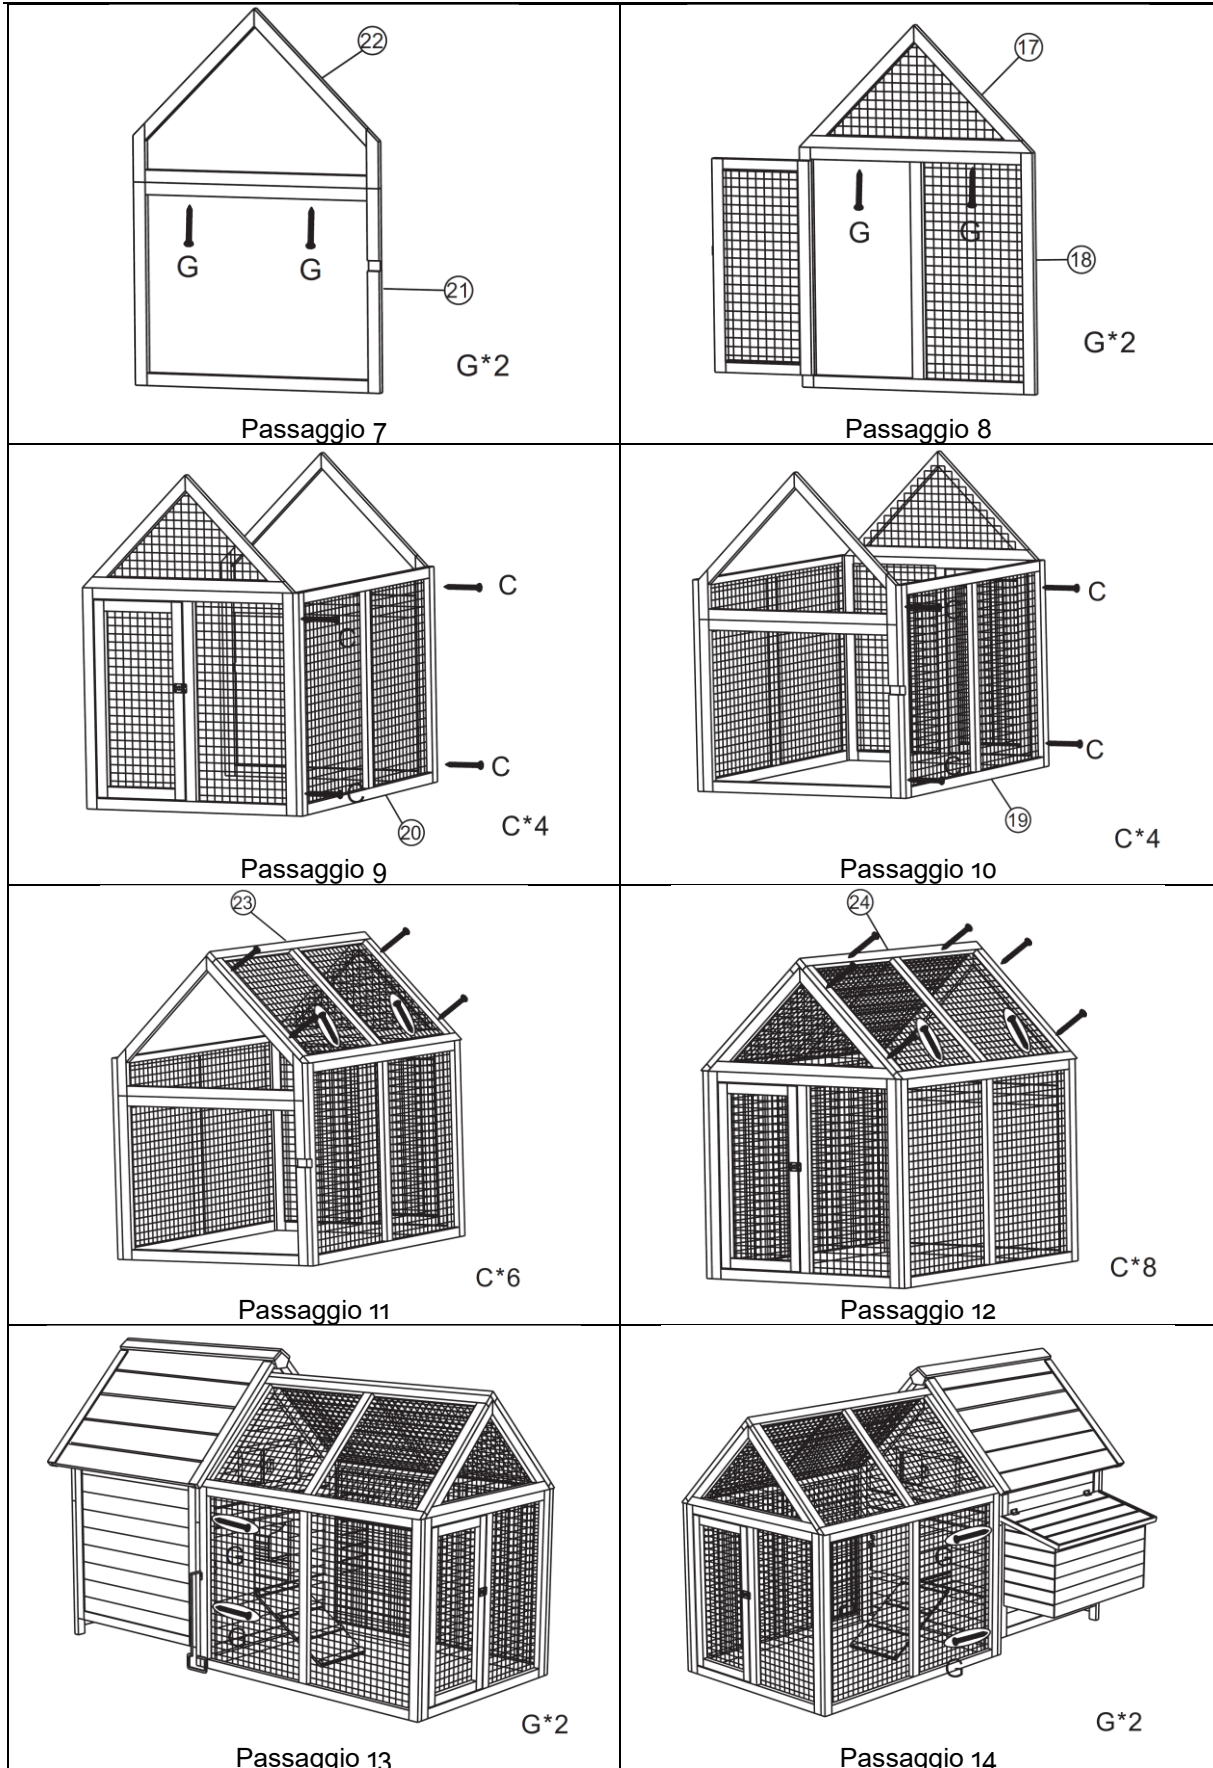 22
G
G
21
G*2
Passaggio 7
17
G
G
18
G*2
Passaggio 8
C
C
C
C
20
C*4
Passaggio 9
C
C
C
C
19
C*4
Passaggio 10
23
C*6
Passaggio 11
24
C*8
Passaggio 12
G
G
G*2
Passaggio 13
G
G
G*2
Passaggio 14